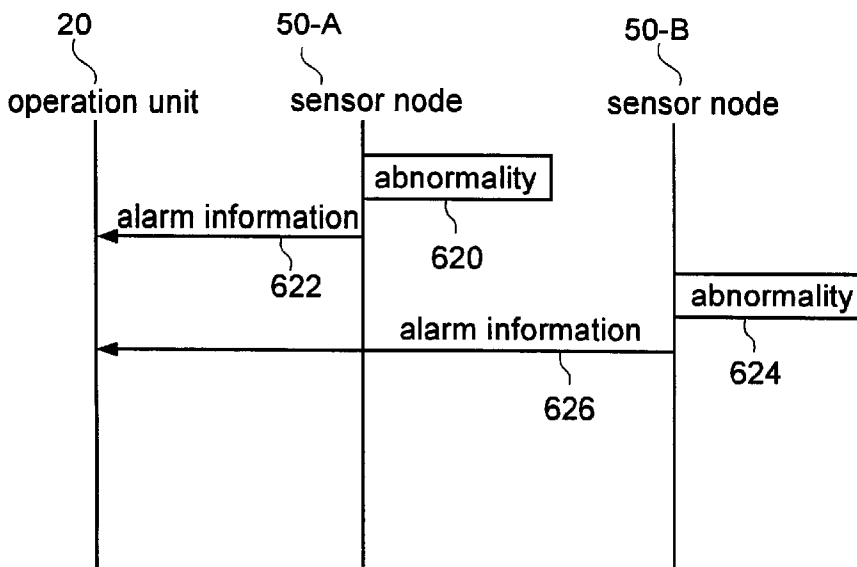 20
50-A
50-B
operation unit
sensor node
sensor node
abnormality
alarm information
620
622
abnormality
alarm information
624
626